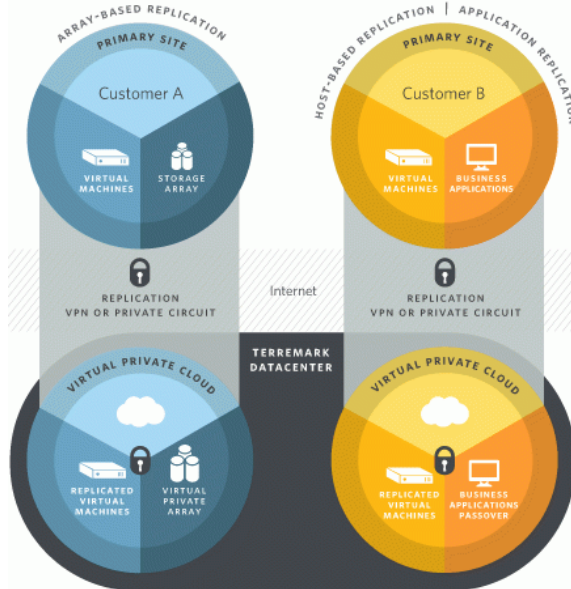 ARRAY-BASED REPLICATION
PRIMARY SITE
Customer A
VIRTUAL
MACHINES
STORAGE
ARRAY
HOST-BASED REPLICATION | APPLICATION REPLICATION
PRIMARY SITE
Customer B
VIRTUAL
MACHINES
BUSINESS
APPLICATIONS
REPLICATION
VPN OR PRIVATE CIRCUIT
Internet
REPLICATION
VPN OR PRIVATE CIRCUIT
TERREMARK
DATACENTER
VIRTUAL PRIVATE CLOUD
REPLICATED
VIRTUAL
MACHINES
VIRTUAL
PRIVATE
ARRAY
VIRTUAL PRIVATE CLOUD
REPLICATED
VIRTUAL
MACHINES
BUSINESS
APPLICATIONS
PASSOVER